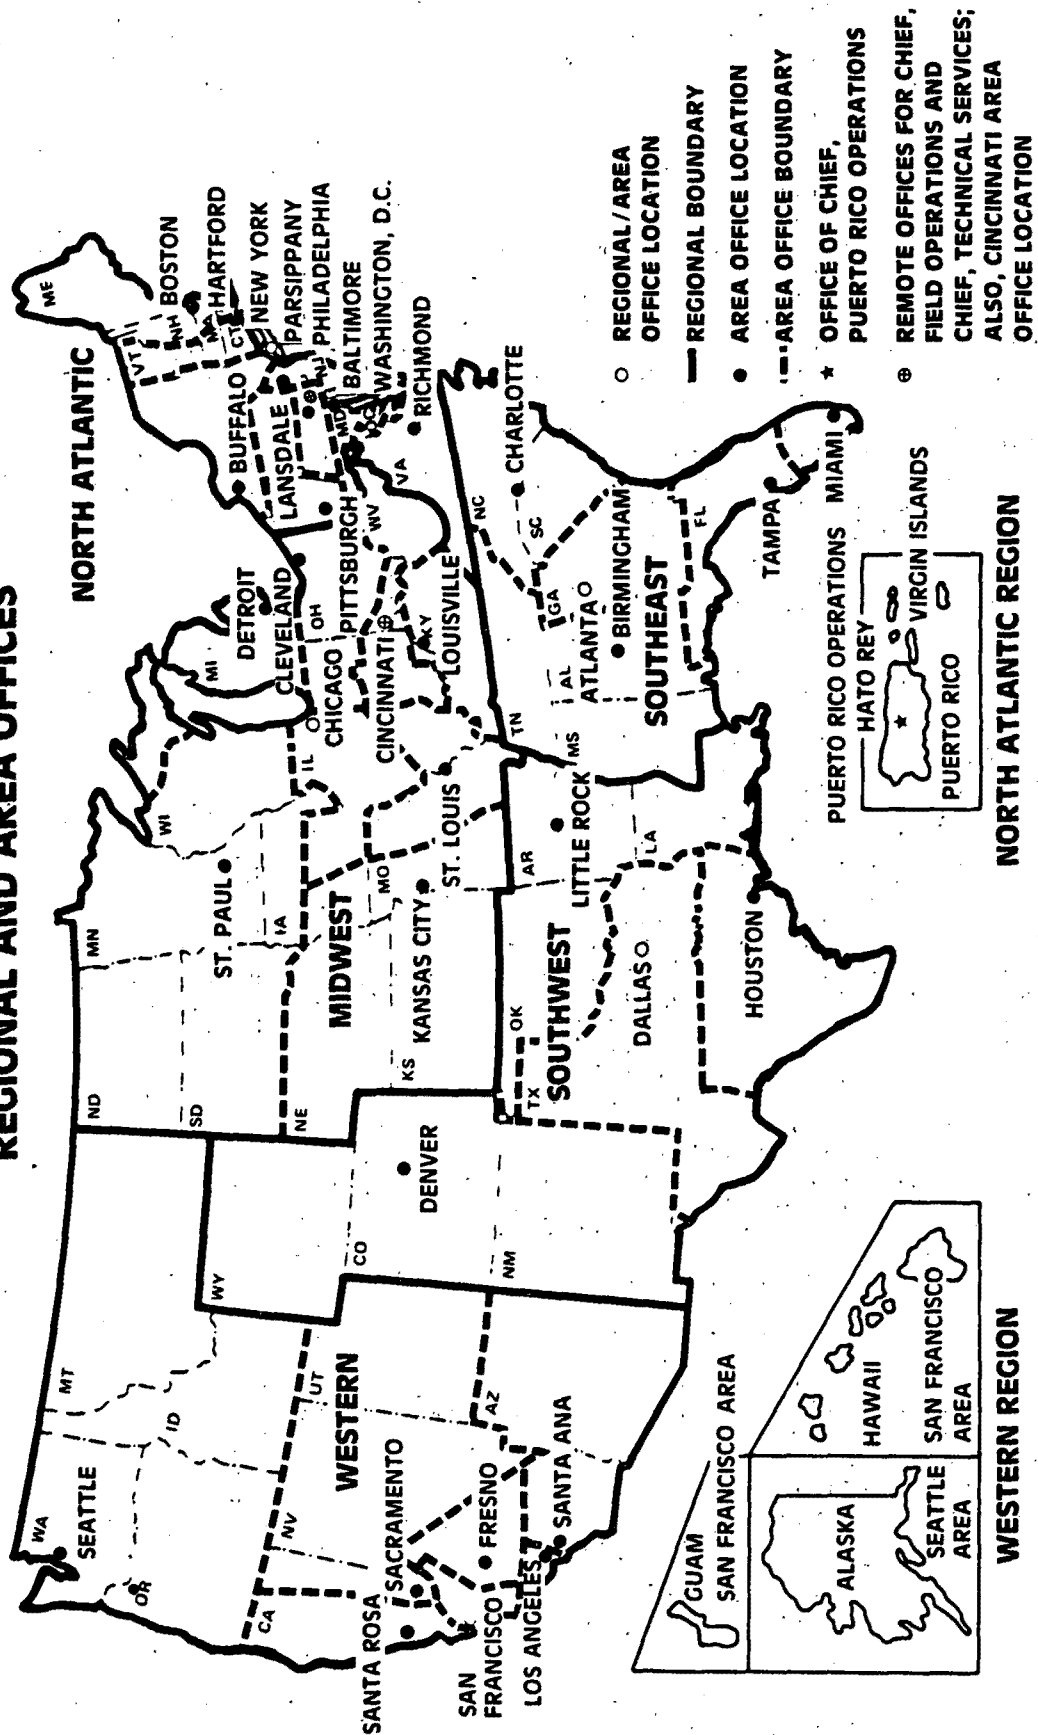 REGIONAL AND AREA OFFICES
NORTH ATLANTIC
ME
VT
NH
MA
CT
BOSTON
HARTFORD
NEW YORK
PARSIPPANY
PHILADELPHIA
BALTIMORE
WASHINGTON, D.C.
RICHMOND
BUFFALO
LANSDALE
NJ
MD
VA
WV
PITTSBURGH
DETROIT
MI
CLEVELAND
OH
CHICAGO
CINCINNATI
KY
LOUISVILLE
IL
WI
MN
ST. PAUL
IA
MIDWEST
MO
ST. LOUIS
KANSAS CITY
KS
NE
SD
ND
MT
WY
ID
WA
SEATTLE
OR
WESTERN
UT
NV
CA
SACRAMENTO
SANTA ROSA
FRESNO
SAN
FRANCISCO
LOS ANGELES
SANTA ANA
AZ
CO
DENVER
NM
TX
OK
SOUTHWEST
AR
LITTLE ROCK
LA
DALLAS
HOUSTON
TN
NC
SC
CHARLOTTE
GA
ATLANTA
AL
MS
BIRMINGHAM
SOUTHEAST
FL
TAMPA
MIAMI
REGIONAL/AREA
OFFICE LOCATION
REGIONAL BOUNDARY
AREA OFFICE LOCATION
AREA OFFICE BOUNDARY
OFFICE OF CHIEF,
PUERTO RICO OPERATIONS
REMOTE OFFICES FOR CHIEF,
FIELD OPERATIONS AND
CHIEF, TECHNICAL SERVICES;
ALSO, CINCINNATI AREA
OFFICE LOCATION
PUERTO RICO OPERATIONS
HATO REY
VIRGIN ISLANDS
PUERTO RICO
NORTH ATLANTIC REGION
GUAM
SAN FRANCISCO AREA
ALASKA
SEATTLE
AREA
HAWAII
SAN FRANCISCO
AREA
WESTERN REGION